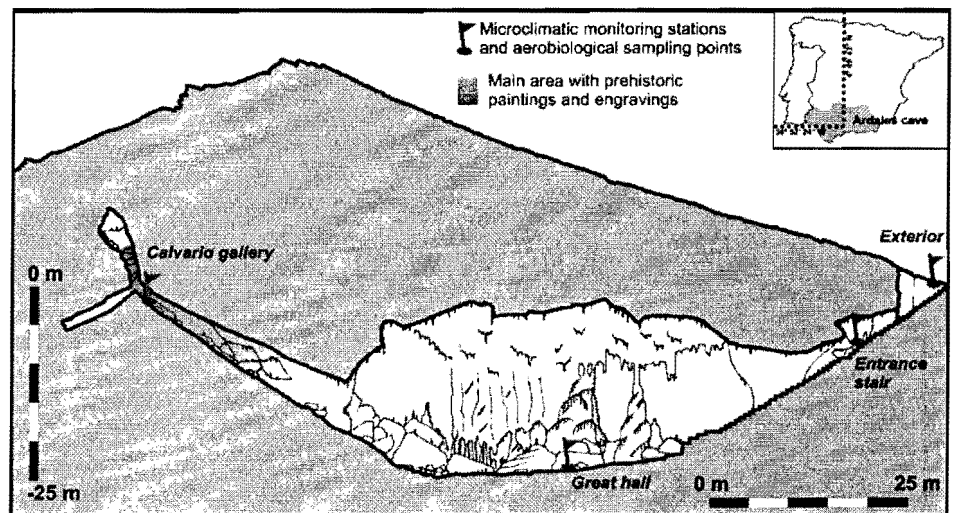 Microclimatic monitoring stations
and aerobiological sampling points
Main area with prehistoric
paintings and engravings
Ardales cave
Exterior
Calvario gallery
0 m
Entrance
stair
Great hall
-25 m
0 m
25 m